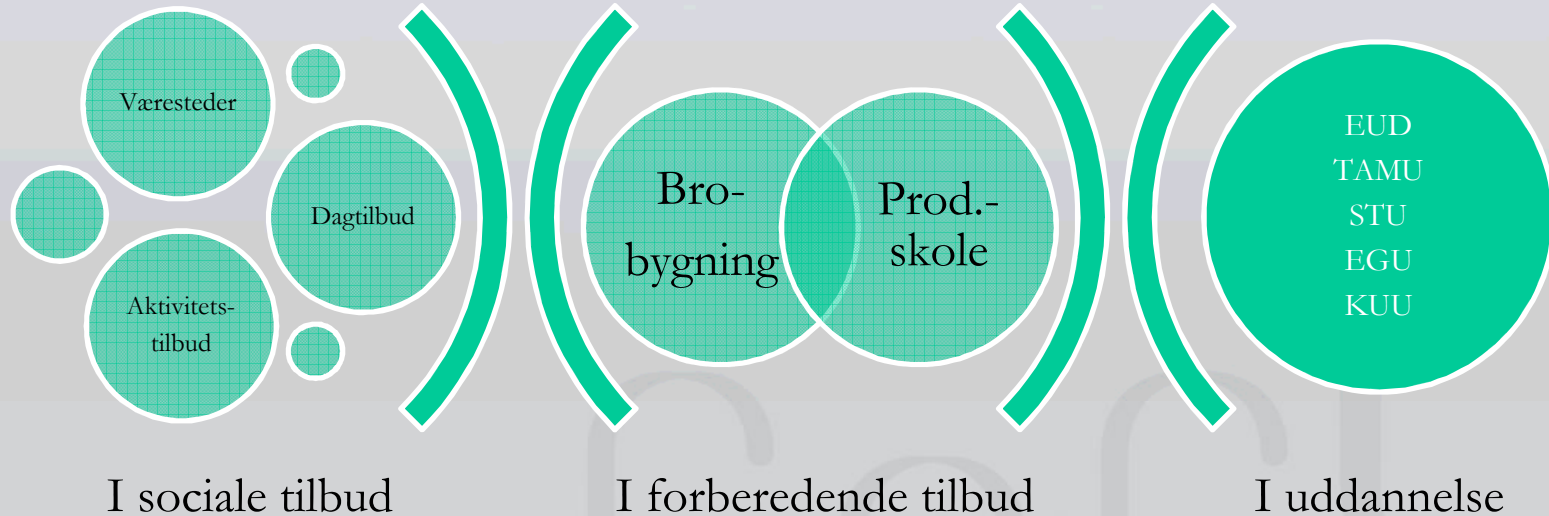 Væresteder
Dagtilbud
Aktivitets-
tilbud
Bro-
bygning
Prod.-
skole
EUD
TAMU
STU
EGU
KUU
I sociale tilbud
I forberedende tilbud
I uddannelse